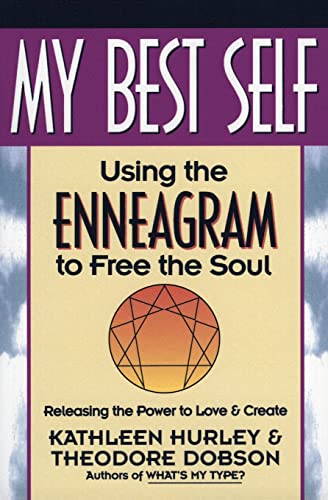 MY BEST SELF
Using the
ENNEAGRAM
to Free the Soul
Releasing the Power to Love & Create
KATHLEEN HURLEY &
THEODORE DOBSON
Authors of WHAT'S MY TYPE?